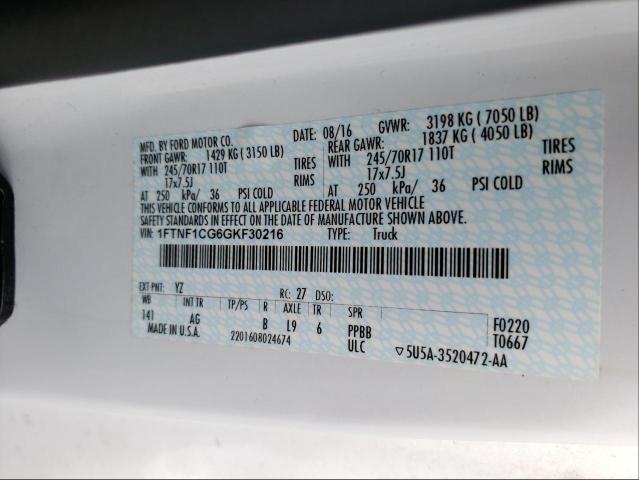 MFD. BY FORD MOTOR CO. DATE: 08/16 GVWR: 3198 KG ( 7050 LB)
FRONT GAWR: 1429 KG ( 3150 LB) REAR GAWR: 1837 KG ( 4050 LB)
WITH 245/70R17 110T TIRES WITH 245/70R17 110T TIRES
17x7.5J RIMS 17x7.5J RIMS
AT 250 kPa/ 36 PSI COLD AT 250 kPa/ 36 PSI COLD
THIS VEHICLE CONFORMS TO ALL APPLICABLE FEDERAL MOTOR VEHICLE
SAFETY STANDARDS IN EFFECT ON THE DATE OF MANUFACTURE SHOWN ABOVE.
VIN: 1FTNF1CG6GKF30216 TYPE: Truck
EXT PNT: YZ RC: 27 DSO:
WB INT TR TP/PS R AXLE TR SPR
141 AG B L9 6 PPBB F0220
MADE IN U.S.A. 2201608024674 ULC ▽5U5A-3520472-AA T0667